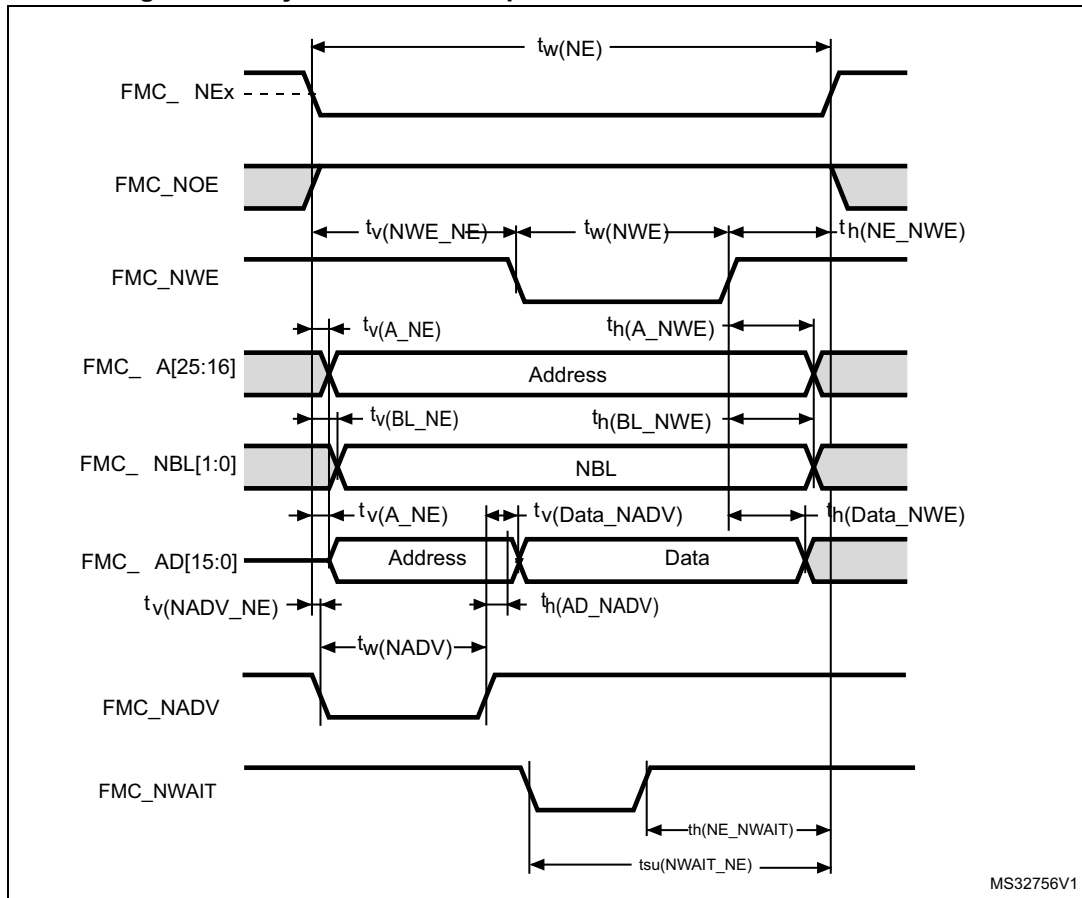 tw(NE)
FMC_ NEx
FMC_NOE
tv(NWE_NE)
tw(NWE)
th(NE_NWE)
FMC_NWE
tv(A_NE)
th(A_NWE)
FMC_ A[25:16]
Address
tv(BL_NE)
th(BL_NWE)
FMC_ NBL[1:0]
NBL
tv(A_NE)
tv(Data_NADV)
th(Data_NWE)
FMC_ AD[15:0]
Address
Data
tv(NADV_NE)
th(AD_NADV)
tw(NADV)
FMC_NADV
FMC_NWAIT
th(NE_NWAIT)
tsu(NWAIT_NE)
MS32756V1